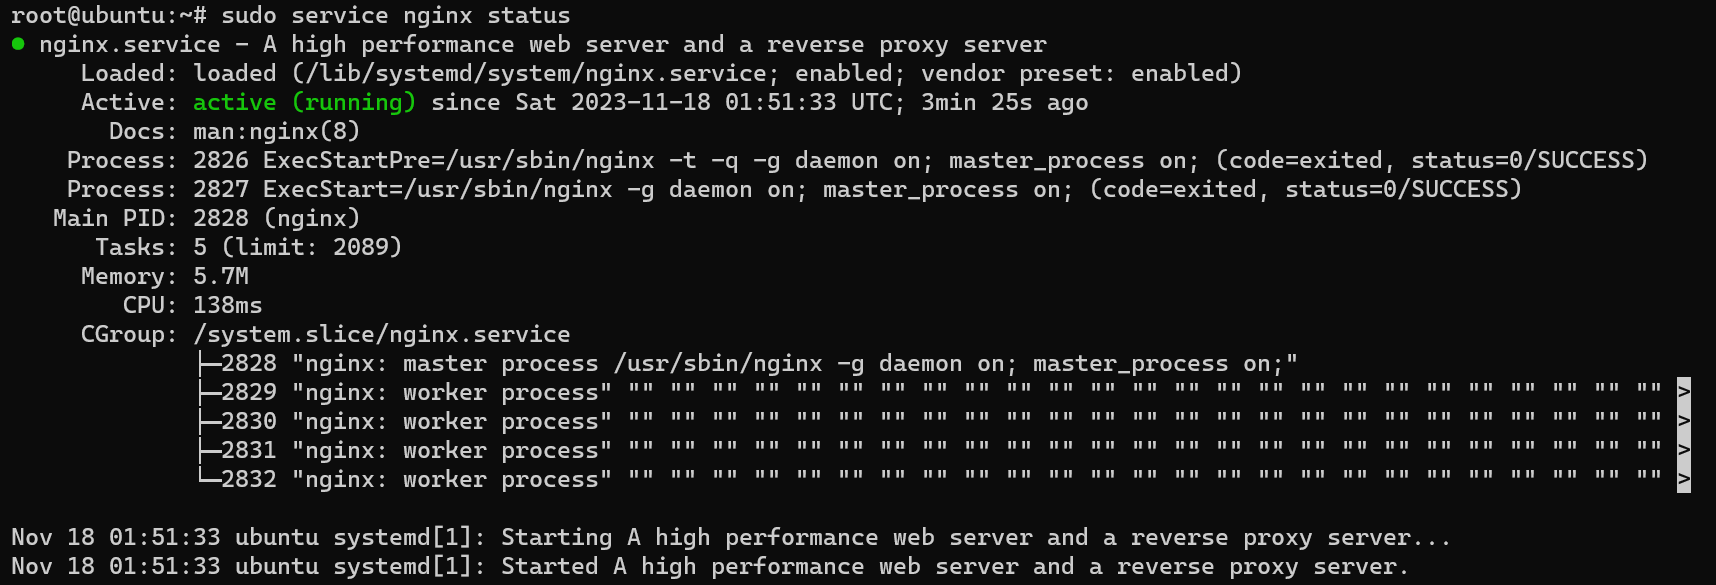 root@ubuntu:~# sudo service nginx status
● nginx.service - A high performance web server and a reverse proxy server
     Loaded: loaded (/lib/systemd/system/nginx.service; enabled; vendor preset: enabled)
     Active: active (running) since Sat 2023-11-18 01:51:33 UTC; 3min 25s ago
       Docs: man:nginx(8)
    Process: 2826 ExecStartPre=/usr/sbin/nginx -t -q -g daemon on; master_process on; (code=exited, status=0/SUCCESS)
    Process: 2827 ExecStart=/usr/sbin/nginx -g daemon on; master_process on; (code=exited, status=0/SUCCESS)
   Main PID: 2828 (nginx)
      Tasks: 5 (limit: 2089)
     Memory: 5.7M
        CPU: 138ms
     CGroup: /system.slice/nginx.service
             ├─2828 "nginx: master process /usr/sbin/nginx -g daemon on; master_process on;"
             ├─2829 "nginx: worker process" "" "" "" "" "" "" "" "" "" "" "" "" "" "" "" "" "" "" "" "" "" "" "" "" "" >
             ├─2830 "nginx: worker process" "" "" "" "" "" "" "" "" "" "" "" "" "" "" "" "" "" "" "" "" "" "" "" "" "" >
             ├─2831 "nginx: worker process" "" "" "" "" "" "" "" "" "" "" "" "" "" "" "" "" "" "" "" "" "" "" "" "" "" >
             └─2832 "nginx: worker process" "" "" "" "" "" "" "" "" "" "" "" "" "" "" "" "" "" "" "" "" "" "" "" "" "" >

Nov 18 01:51:33 ubuntu systemd[1]: Starting A high performance web server and a reverse proxy server...
Nov 18 01:51:33 ubuntu systemd[1]: Started A high performance web server and a reverse proxy server.